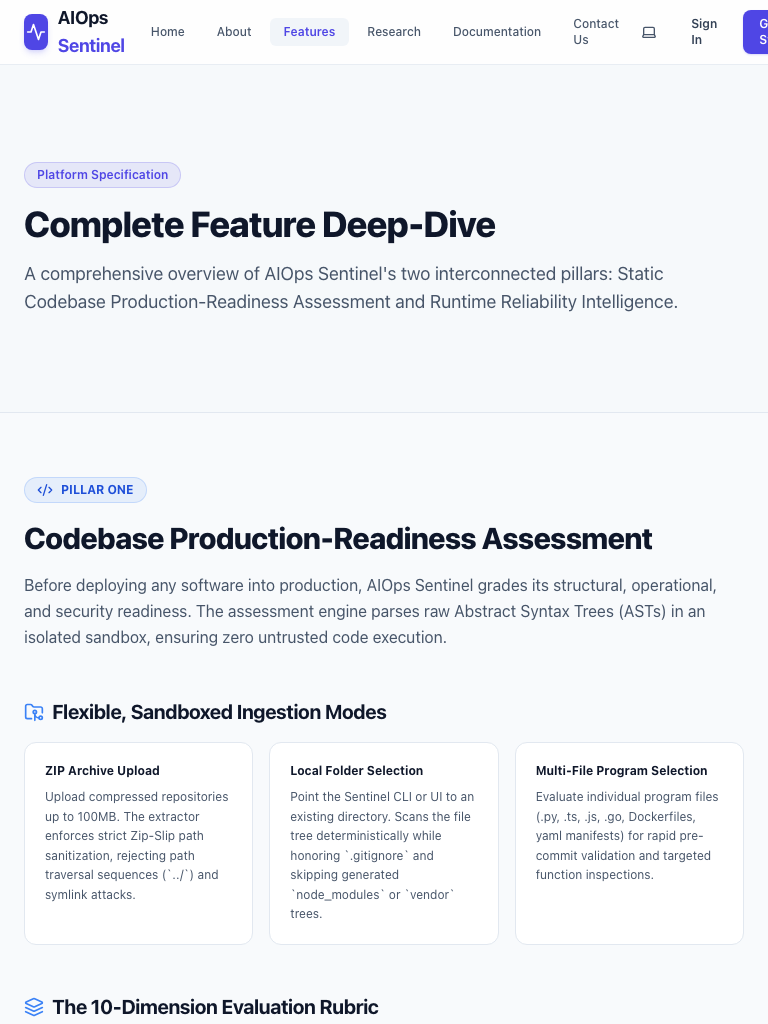 AIOps
Sentinel
Home
About
Features
Research
Documentation
Contact
Us
Sign
In
Platform Specification
Complete Feature Deep-Dive
A comprehensive overview of AIOps Sentinel's two interconnected pillars: Static
Codebase Production-Readiness Assessment and Runtime Reliability Intelligence.
PILLAR ONE
Codebase Production-Readiness Assessment
Before deploying any software into production, AIOps Sentinel grades its structural, operational,
and security readiness. The assessment engine parses raw Abstract Syntax Trees (ASTs) in an
isolated sandbox, ensuring zero untrusted code execution.
Flexible, Sandboxed Ingestion Modes
ZIP Archive Upload
Upload compressed repositories
up to 100MB. The extractor
enforces strict Zip-Slip path
sanitization, rejecting path
traversal sequences (`../`) and
symlink attacks.
Local Folder Selection
Point the Sentinel CLI or UI to an
existing directory. Scans the file
tree deterministically while
honoring `.gitignore` and
skipping generated
`node_modules` or `vendor`
trees.
Multi-File Program Selection
Evaluate individual program files
(.py, .ts, .js, .go, Dockerfiles,
yaml manifests) for rapid pre-
commit validation and targeted
function inspections.
The 10-Dimension Evaluation Rubric